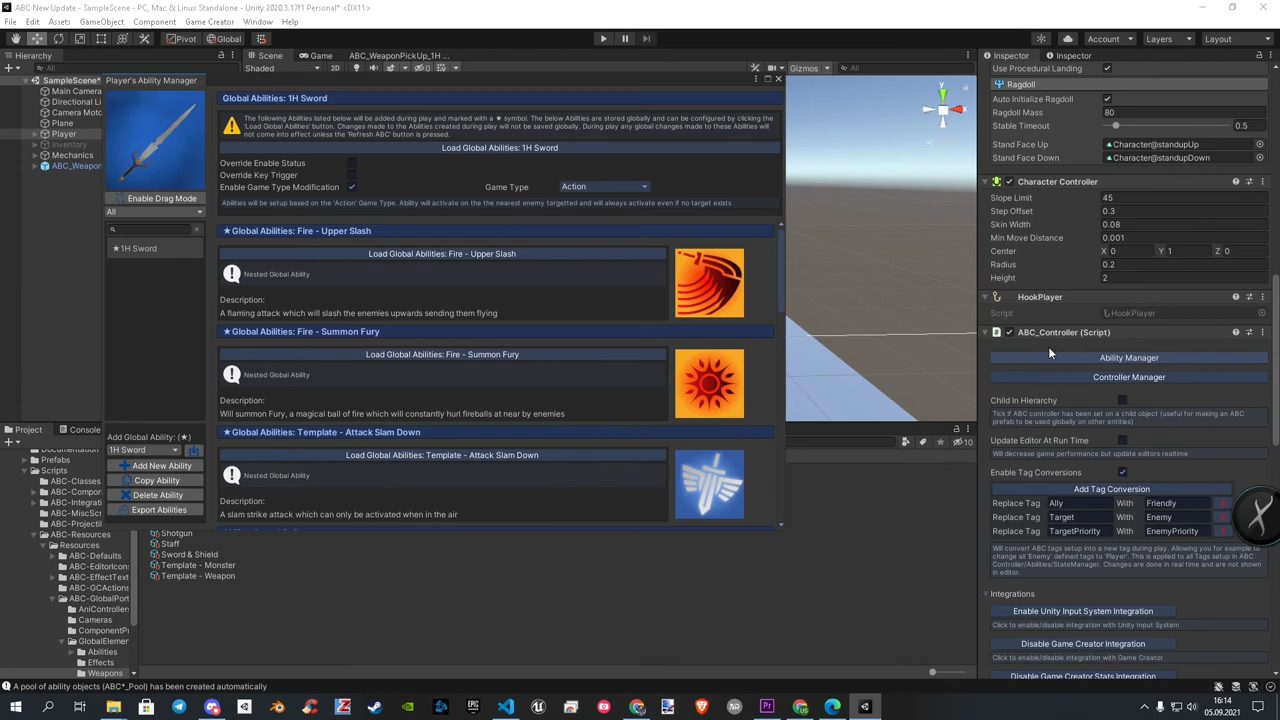 ABC New Update - SampleScene - PC, Mac & Linux Standalone - Unity 2020.3.17f1 Personal* <DX11>
File Edit Assets GameObject Component Game Creator Window Help
Pivot Global Account Layers Layout
Hierarchy
All
SampleScene*
Main Camera
Directional Li
Camera Moto
Plane
Player
Inventory
Mechanics
ABC_Weapon
Scene Game ABC_WeaponPickUp_1H ...
Shaded 2D Gizmos All
Player's Ability Manager
Enable Drag Mode
All
★1H Sword
Add Global Ability: (★)
1H Sword
Add New Ability
Copy Ability
Delete Ability
Export Abilities
Global Abilities: 1H Sword
The following Abilities listed below will be added during play and marked with a ★ symbol. The below Abilities are stored globally and can be configured by clicking the
'Load Global Abilities' button. Changes made to the Abilities created during play will not be saved globally. During play any global changes made to these Abilities will
not come into effect unless the 'Refresh ABC' button is pressed.
Load Global Abilities: 1H Sword
Override Enable Status
Override Key Trigger
Enable Game Type Modification Game Type Action
Abilities will be setup based on the 'Action' Game Type. Ability will activate on the nearest enemy targetted and will always activate even if no target exists
★Global Abilities: Fire - Upper Slash
Load Global Abilities: Fire - Upper Slash
Nested Global Ability
Description:
A flaming attack which will slash the enemies upwards sending them flying
★Global Abilities: Fire - Summon Fury
Load Global Abilities: Fire - Summon Fury
Nested Global Ability
Description:
Will summon Fury, a magical ball of fire which will constantly hurl fireballs at near by enemies
★Global Abilities: Template - Attack Slam Down
Load Global Abilities: Template - Attack Slam Down
Nested Global Ability
Description:
A slam strike attack which can only be activated when in the air
Project Console
Prefabs
Scripts
ABC-Classes
ABC-Compo
ABC-Integra
ABC-MiscScr
ABC-Projecti
ABC-Resources
Resources
ABC-Defaults
ABC-EditorIcons
ABC-EffectText
ABC-GCActions
ABC-GlobalPort
AniControllers
Cameras
ComponentPr
GlobalElemen
Abilities
Effects
Weapons
Shotgun
Staff
Sword & Shield
Template - Monster
Template - Weapon
10
Inspector Inspector
Use Procedural Landing
Ragdoll
Auto Initialize Ragdoll
Ragdoll Mass 80
Stable Timeout 0.5
Stand Face Up Character@standupUp
Stand Face Down Character@standupDown
Character Controller
Slope Limit 45
Step Offset 0.3
Skin Width 0.08
Min Move Distance 0.001
Center X 0 Y 1 Z 0
Radius 0.2
Height 2
HookPlayer
Script HookPlayer
ABC_Controller (Script)
Ability Manager
Controller Manager
Child In Hierarchy
Tick if ABC controller has been set on a child object (useful for making an ABC
prefab to be used globally on other entities)
Update Editor At Run Time
Will decrease game performance but update editors realtime
Enable Tag Conversions
Add Tag Conversion
Replace Tag Ally With Friendly
Replace Tag Target With Enemy
Replace Tag TargetPriority With EnemyPriority
Will convert ABC tags setup into a new tag during play. Allowing you for example to
change all 'Enemy' defined tags to 'Player'. This is applied to all Tags setup in ABC
Controller/Abilities/StateManager. Changes are done in real time and are not shown
in editor.
Integrations
Enable Unity Input System Integration
Click to enable/disable integration with Unity Input System
Disable Game Creator Integration
Click to enable/disable integration with Game Creator
Disable Game Creator Stats Integration
A pool of ability objects (ABC*_Pool) has been created automatically
16:14
05.09.2021